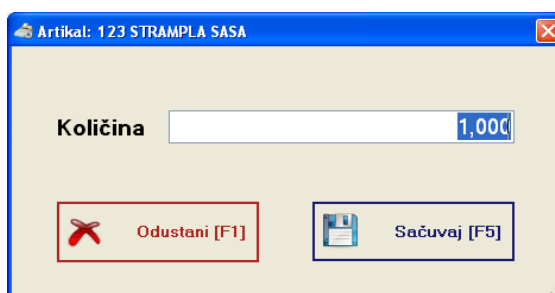 Artikal: 123 STRAMPLA SASA
Količina
1,000
Odustani [F1]
Sačuvaj [F5]